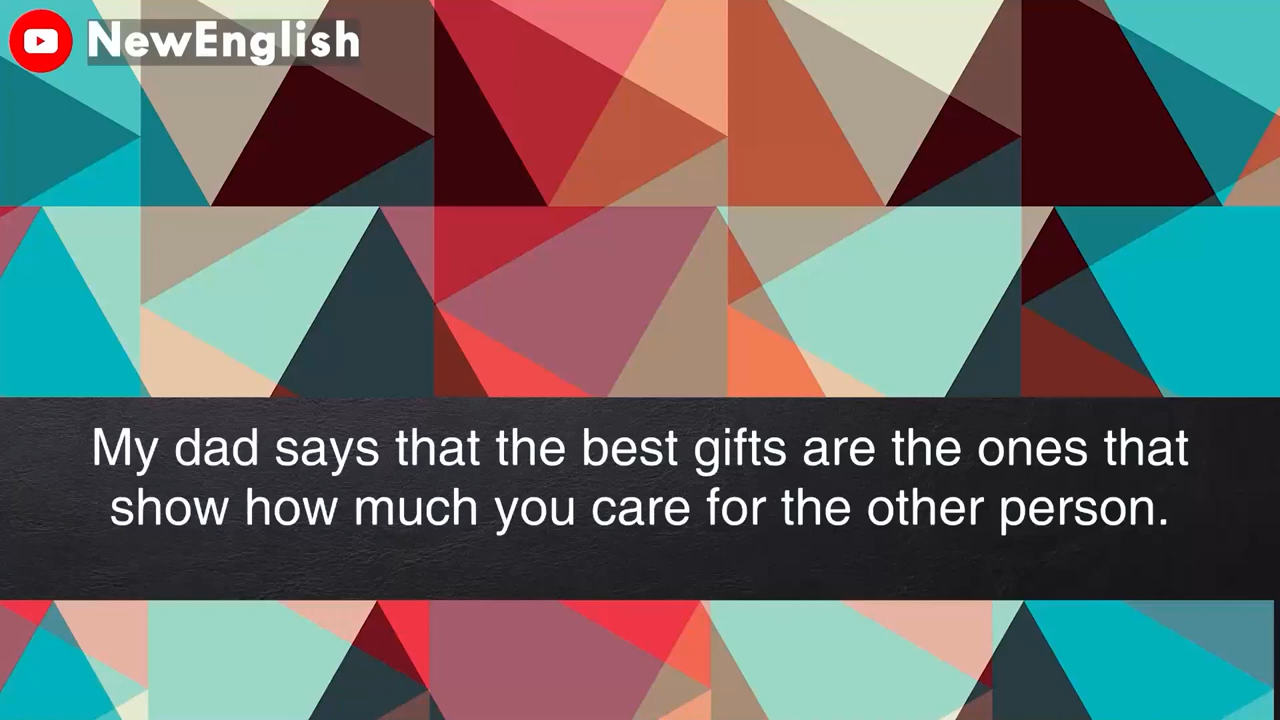 NewEnglish
My dad says that the best gifts are the ones that
show how much you care for the other person.